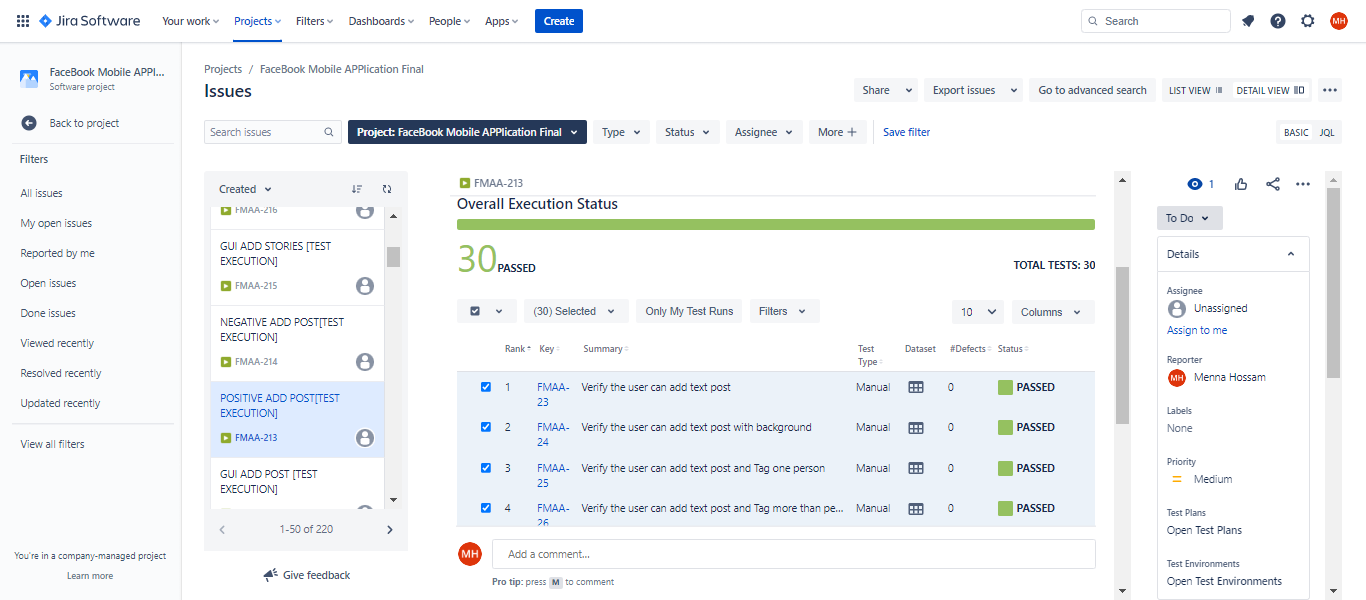 Jira Software
Your work
Projects
Filters
Dashboards
People
Apps
Create
Search
MH
FaceBook Mobile APPl...
Software project
Back to project
Filters
All issues
My open issues
Reported by me
Open issues
Done issues
Viewed recently
Resolved recently
Updated recently
View all filters
You're in a company-managed project
Learn more
Projects / FaceBook Mobile APPlication Final
Issues
Share
Export issues
Go to advanced search
LIST VIEW
DETAIL VIEW
Search issues
Project: FaceBook Mobile APPlication Final
Type
Status
Assignee
More
Save filter
BASIC
JQL
Created
FMAA-216
GUI ADD STORIES [TEST
EXECUTION]
FMAA-215
NEGATIVE ADD POST[TEST
EXECUTION]
FMAA-214
POSITIVE ADD POST[TEST
EXECUTION]
FMAA-213
GUI ADD POST [TEST
EXECUTION]
1-50 of 220
Give feedback
FMAA-213
Overall Execution Status
30 PASSED
TOTAL TESTS: 30
(30) Selected
Only My Test Runs
Filters
10
Columns
Rank Key Summary Test Type Dataset #Defects Status
1 FMAA-23 Verify the user can add text post Manual 0 PASSED
2 FMAA-24 Verify the user can add text post with background Manual 0 PASSED
3 FMAA-25 Verify the user can add text post and Tag one person Manual 0 PASSED
4 FMAA-26 Verify the user can add text post and Tag more than pe... Manual 0 PASSED
MH
Add a comment...
Pro tip: press M to comment
1
To Do
Details
Assignee
Unassigned
Assign to me
Reporter
MH Menna Hossam
Labels
None
Priority
Medium
Test Plans
Open Test Plans
Test Environments
Open Test Environments